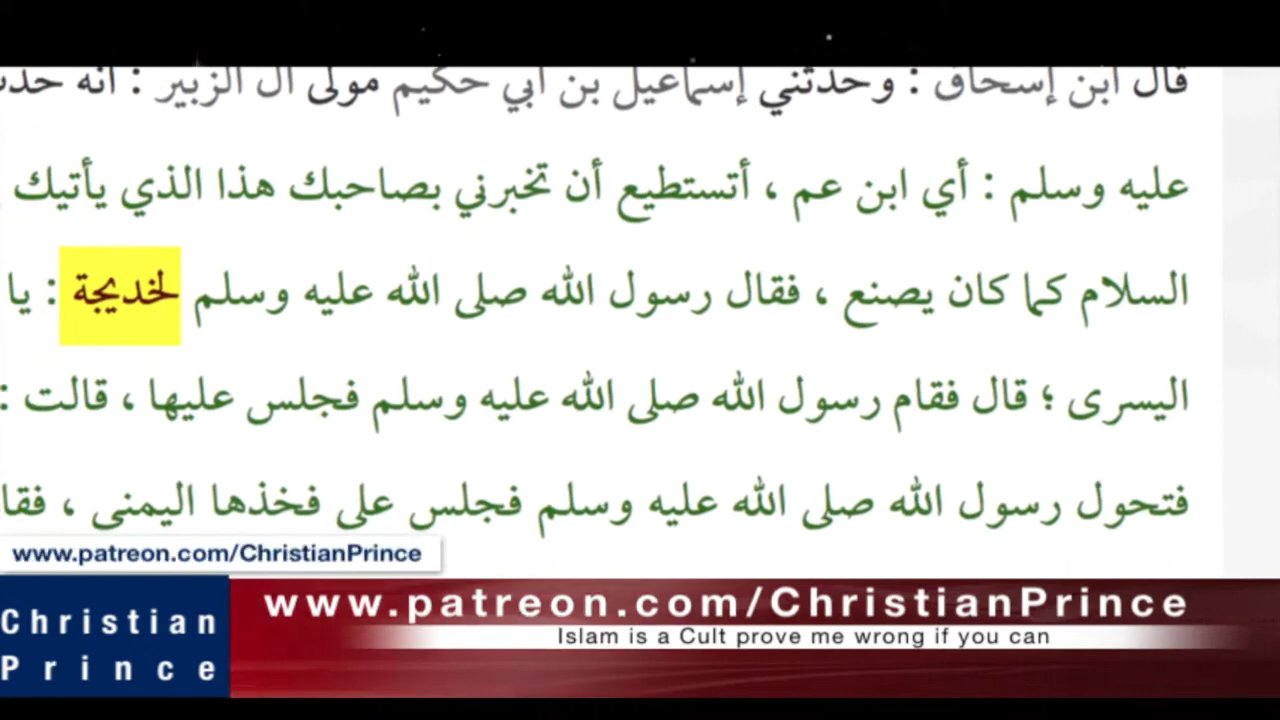 قال ابن إسحاق : وحدثني إسماعيل بن أبي حكيم مولى آل الزبير : أنه
عليه وسلم : أي ابن عم ، أتستطيع أن تخبرني بصاحبك هذا الذي يأتيك
السلام كما كان يصنع ، فقال رسول الله صلى الله عليه وسلم لخديجة : يا
اليسرى ؛ قال فقام رسول الله صلى الله عليه وسلم فجلس عليها ، قالت :
فتحول رسول الله صلى الله عليه وسلم فجلس على فخذها اليمنى ،
www.patreon.com/ChristianPrince
Christian
Prince
www.patreon.com/ChristianPrince
Islam is a Cult prove me wrong if you can